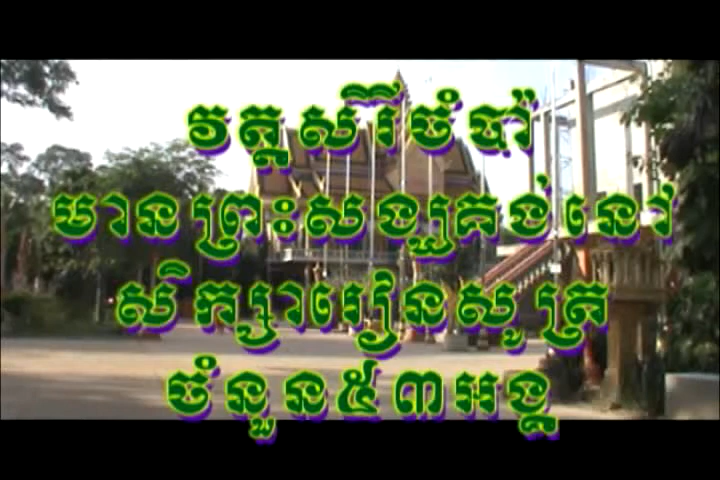 វត្តសិរីចំប៉ា
មានព្រះសង្ឃគង់នៅ
សិក្សារៀនសូត្រ
ចំនួន៥៣អង្គ